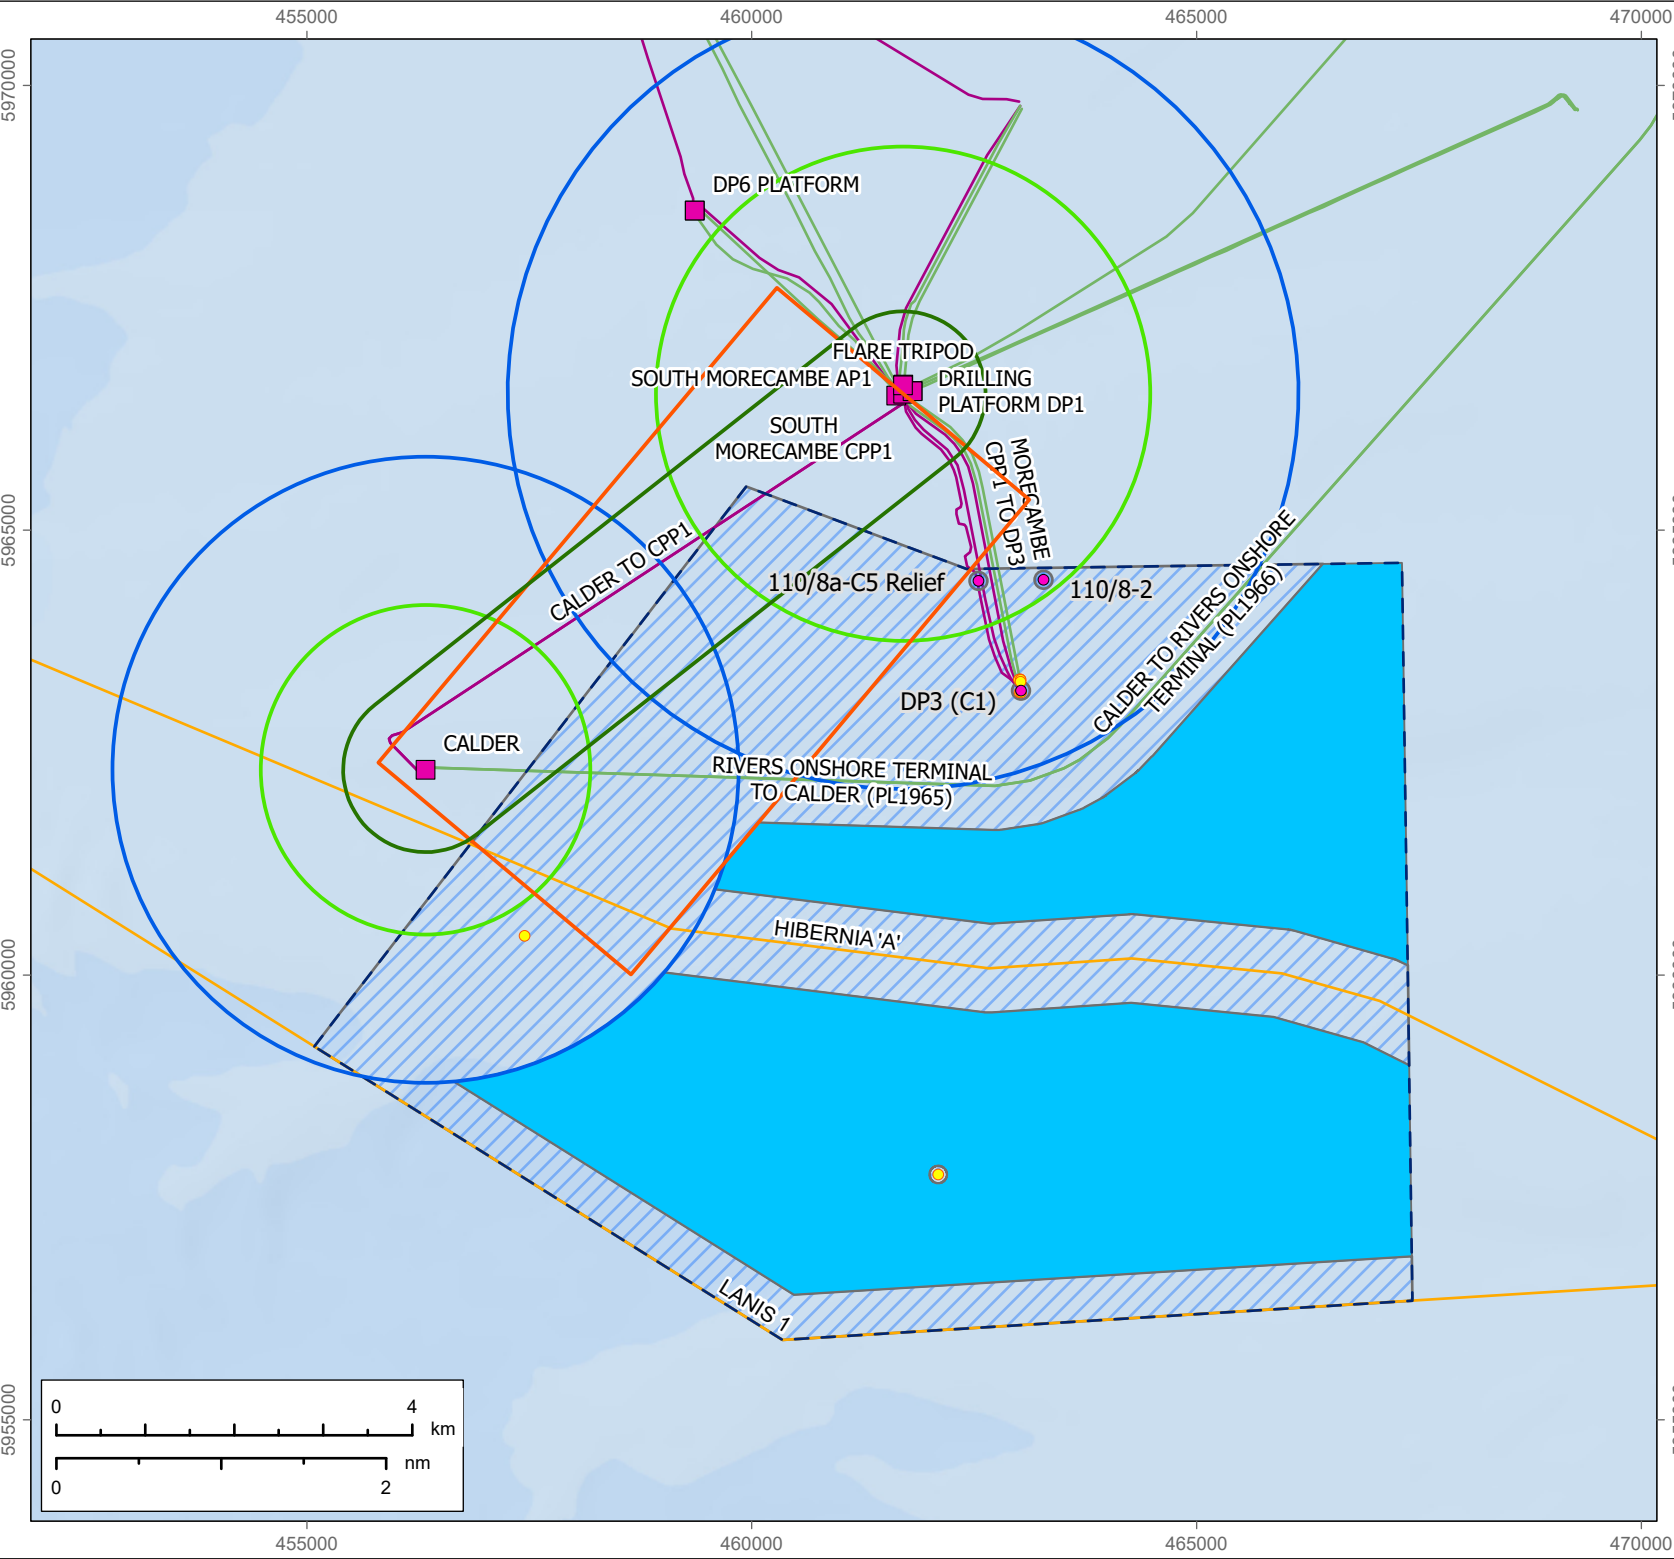 455000
460000
465000
470000
5970000
5965000
5960000
5955000
DP6 PLATFORM
FLARE TRIPOD
SOUTH MORECAMBE AP1
DRILLING
PLATFORM DP1
SOUTH
MORECAMBE CPP1
MORECAMBE
CPP1 TO DP3
CALDER TO CPP1
110/8a-C5 Relief
110/8-2
CALDER TO RIVERS ONSHORE
TERMINAL (PL1966)
DP3 (C1)
CALDER
RIVERS ONSHORE TERMINAL
TO CALDER (PL1965)
HIBERNIA 'A'
LANIS 1
0
4
km
nm
0
2
455000
460000
465000
470000